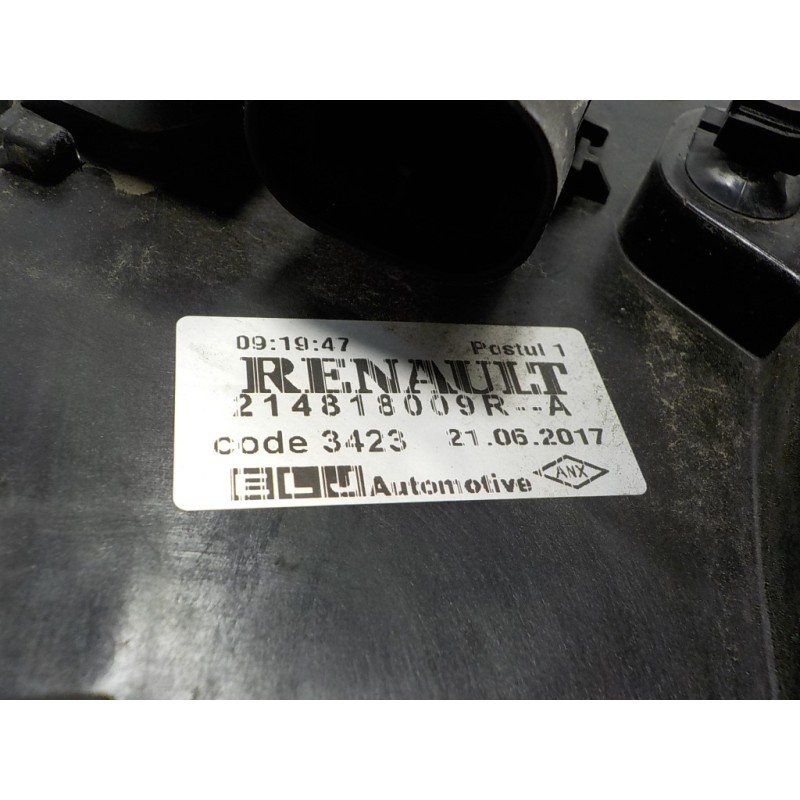 09:19:47 Postul 1
RENAULT
214818009R--A
code 3423 21.06.2017
ELJ Automotive ANX